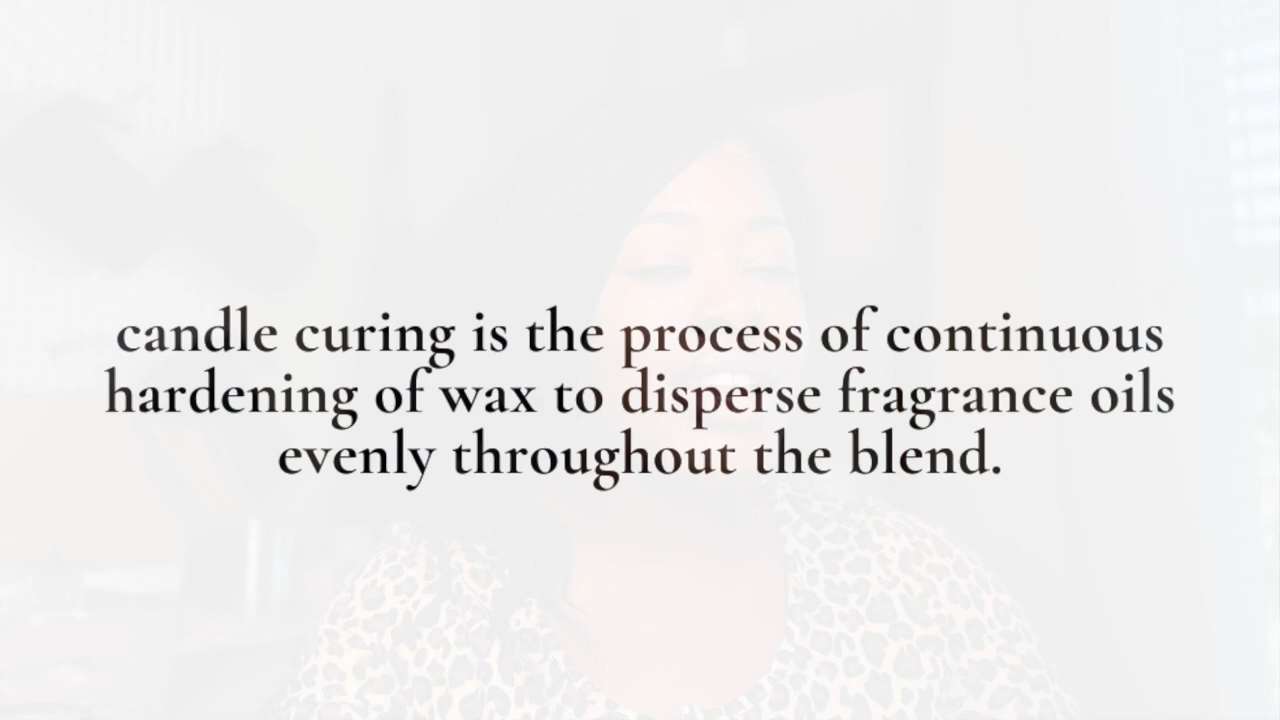 candle curing is the process of continuous
hardening of wax to disperse fragrance oils
evenly throughout the blend.